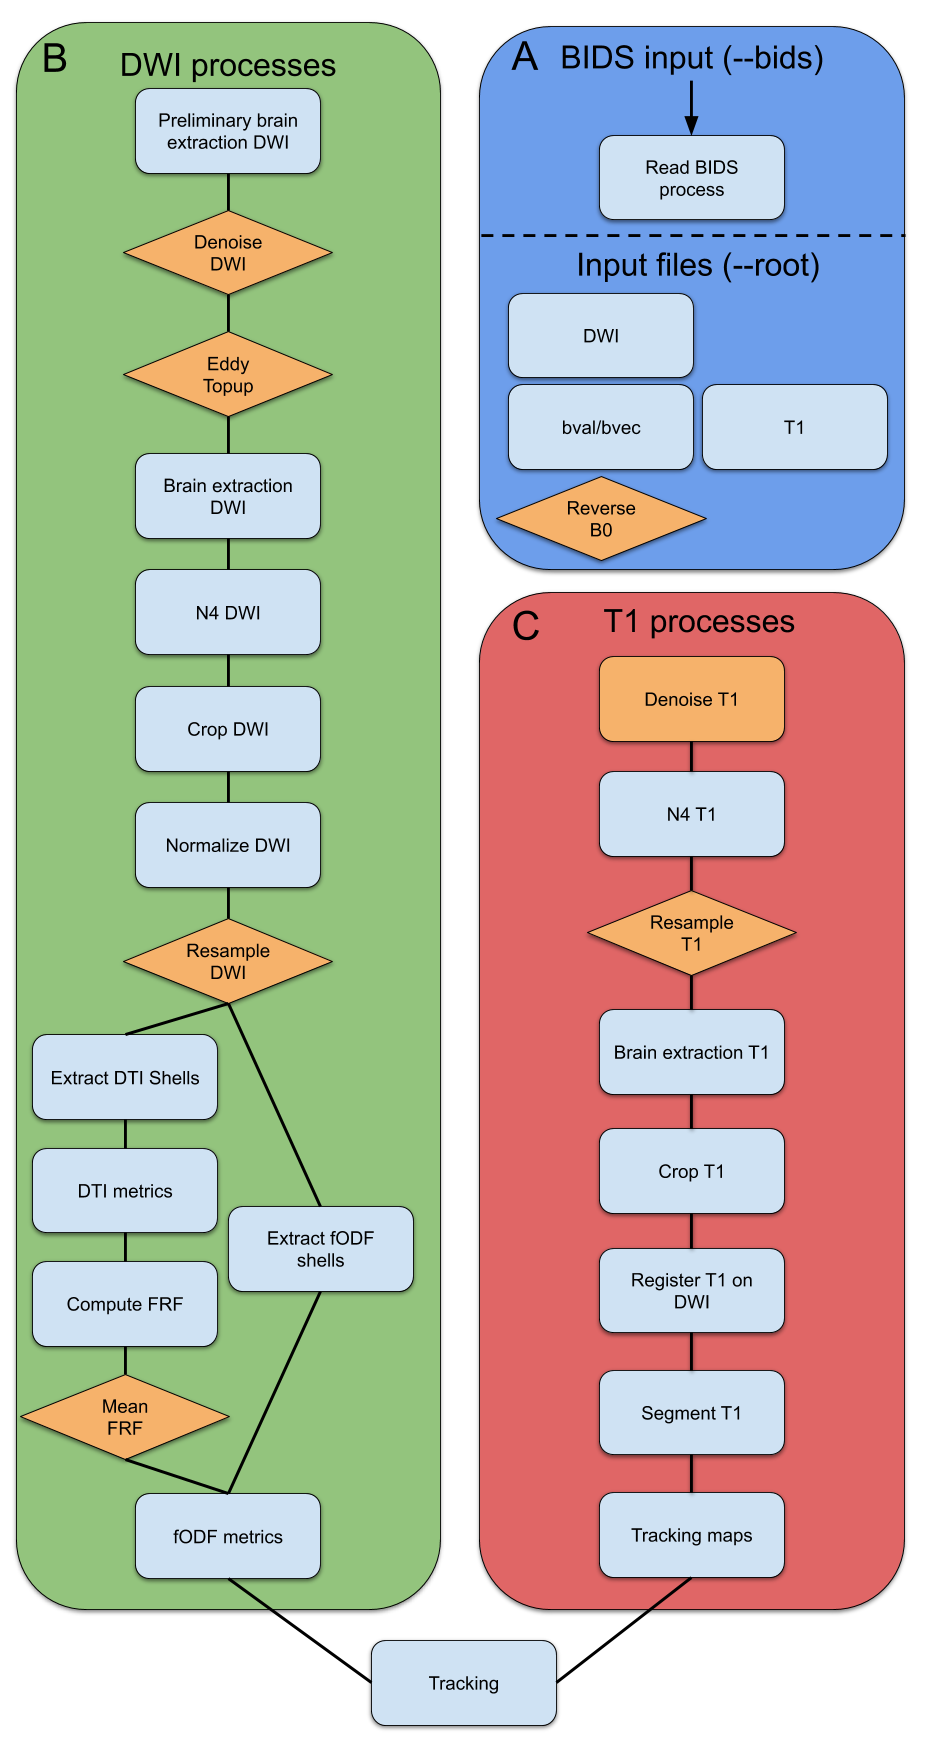 B
DWI processes
Preliminary brain
extraction DWI
Denoise
DWI
Eddy
Topup
Brain extraction
DWI
N4 DWI
Crop DWI
Normalize DWI
Resample
DWI
Extract DTI Shells
DTI metrics
Compute FRF
Mean
FRF
Extract fODF
shells
fODF metrics
A
BIDS input (--bids)
Read BIDS
process
Input files (--root)
DWI
bval/bvec
T1
Reverse
B0
C
T1 processes
Denoise T1
N4 T1
Resample
T1
Brain extraction T1
Crop T1
Register T1 on
DWI
Segment T1
Tracking maps
Tracking